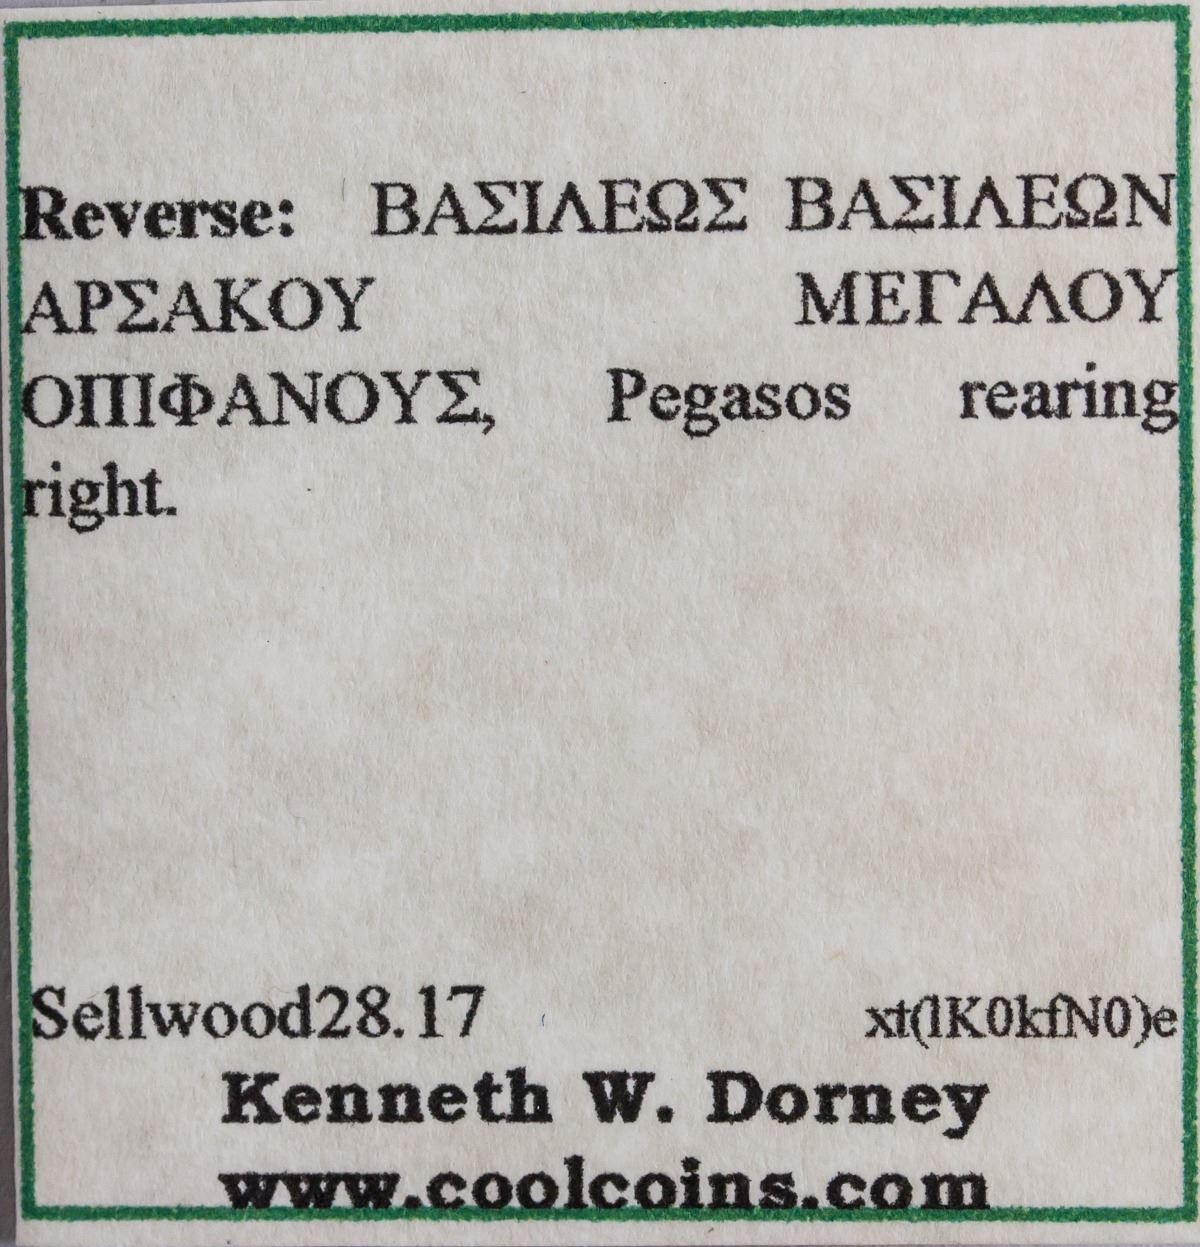 Reverse: ΒΑΣΙΛΕΩΣ ΒΑΣΙΛΕΩΝ
ΑΡΣΑΚΟΥ ΜΕΓΑΛΟΥ
ΟΠΙΦΑΝΟΥΣ, Pegasos rearing
right.
Sellwood28.17 xt(lK0kfN0)e
Kenneth W. Dorney
www.coolcoins.com